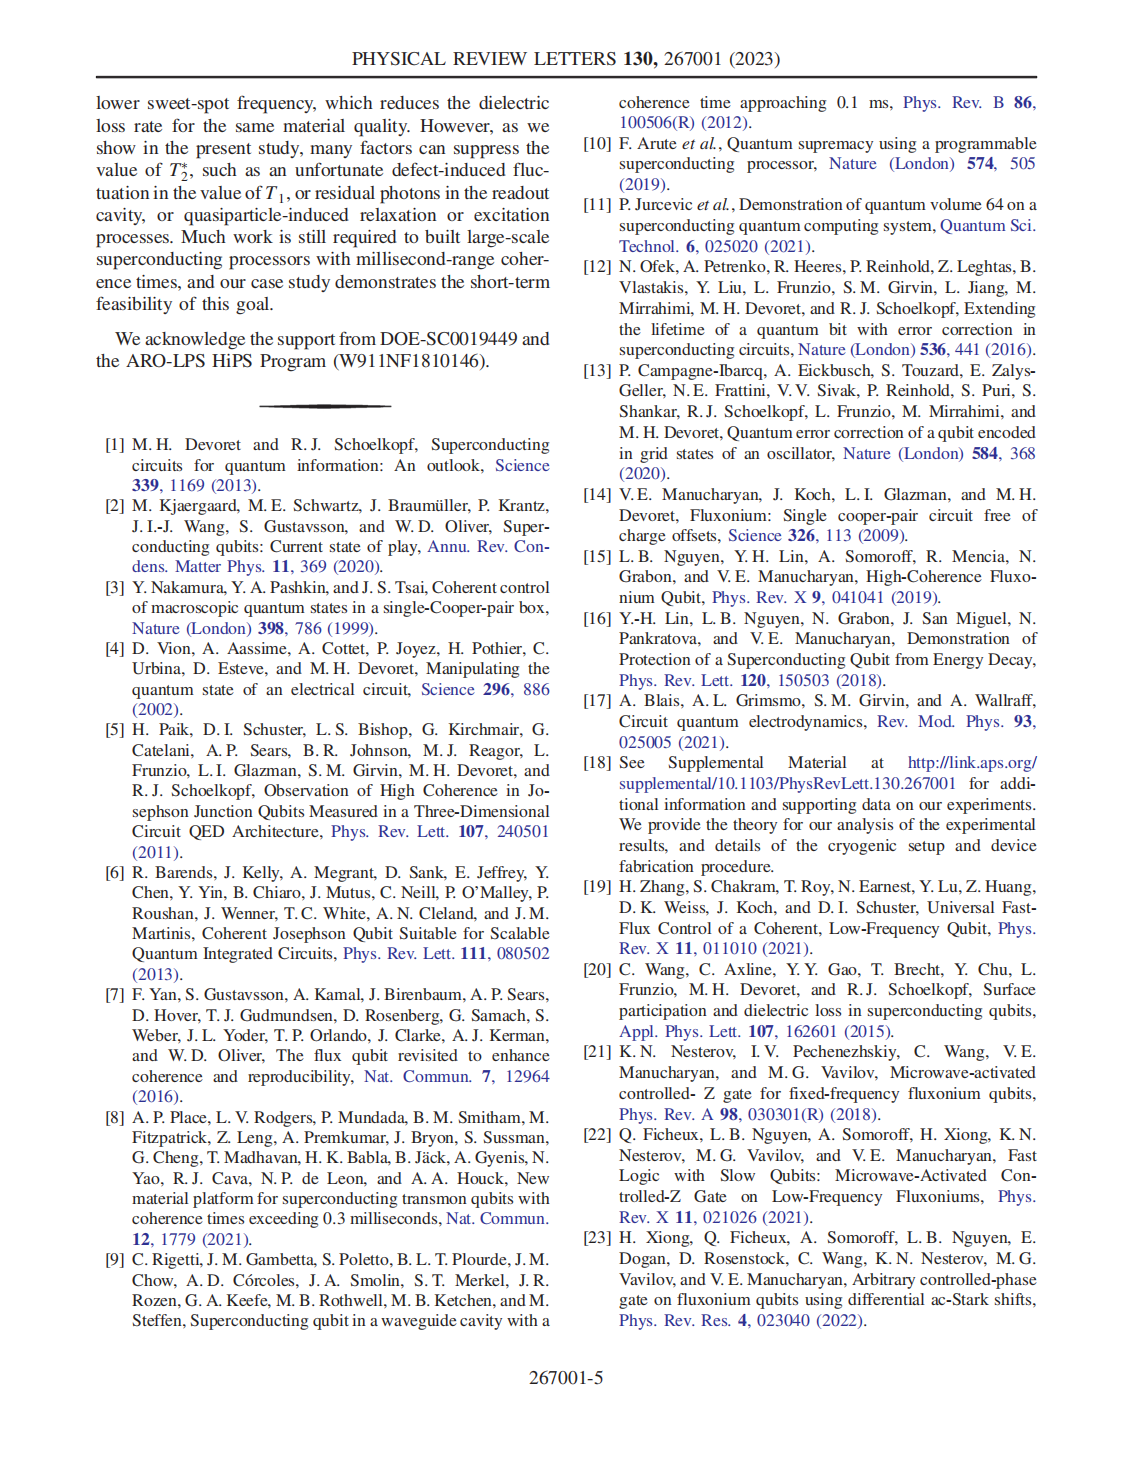 PHYSICAL REVIEW LETTERS 130, 267001 (2023)
lower sweet-spot frequency, which reduces the dielectric
loss rate for the same material quality. However, as we
show in the present study, many factors can suppress the
value of T₂*, such as an unfortunate defect-induced fluc-
tuation in the value of T₁, or residual photons in the readout
cavity, or quasiparticle-induced relaxation or excitation
processes. Much work is still required to built large-scale
superconducting processors with millisecond-range coher-
ence times, and our case study demonstrates the short-term
feasibility of this goal.
We acknowledge the support from DOE-SC0019449 and
the ARO-LPS HiPS Program (W911NF1810146).
[1] M. H. Devoret and R. J. Schoelkopf, Superconducting
circuits for quantum information: An outlook, Science
339, 1169 (2013).
[2] M. Kjaergaard, M. E. Schwartz, J. Braumüller, P. Krantz,
J. I.-J. Wang, S. Gustavsson, and W. D. Oliver, Super-
conducting qubits: Current state of play, Annu. Rev. Con-
dens. Matter Phys. 11, 369 (2020).
[3] Y. Nakamura, Y. A. Pashkin, and J. S. Tsai, Coherent control
of macroscopic quantum states in a single-Cooper-pair box,
Nature (London) 398, 786 (1999).
[4] D. Vion, A. Aassime, A. Cottet, P. Joyez, H. Pothier, C.
Urbina, D. Esteve, and M. H. Devoret, Manipulating the
quantum state of an electrical circuit, Science 296, 886
(2002).
[5] H. Paik, D. I. Schuster, L. S. Bishop, G. Kirchmair, G.
Catelani, A. P. Sears, B. R. Johnson, M. J. Reagor, L.
Frunzio, L. I. Glazman, S. M. Girvin, M. H. Devoret, and
R. J. Schoelkopf, Observation of High Coherence in Jo-
sephson Junction Qubits Measured in a Three-Dimensional
Circuit QED Architecture, Phys. Rev. Lett. 107, 240501
(2011).
[6] R. Barends, J. Kelly, A. Megrant, D. Sank, E. Jeffrey, Y.
Chen, Y. Yin, B. Chiaro, J. Mutus, C. Neill, P. O’Malley, P.
Roushan, J. Wenner, T. C. White, A. N. Cleland, and J. M.
Martinis, Coherent Josephson Qubit Suitable for Scalable
Quantum Integrated Circuits, Phys. Rev. Lett. 111, 080502
(2013).
[7] F. Yan, S. Gustavsson, A. Kamal, J. Birenbaum, A. P. Sears,
D. Hover, T. J. Gudmundsen, D. Rosenberg, G. Samach, S.
Weber, J. L. Yoder, T. P. Orlando, J. Clarke, A. J. Kerman,
and W. D. Oliver, The flux qubit revisited to enhance
coherence and reproducibility, Nat. Commun. 7, 12964
(2016).
[8] A. P. Place, L. V. Rodgers, P. Mundada, B. M. Smitham, M.
Fitzpatrick, Z. Leng, A. Premkumar, J. Bryon, S. Sussman,
G. Cheng, T. Madhavan, H. K. Babla, B. Jäck, A. Gyenis, N.
Yao, R. J. Cava, N. P. de Leon, and A. A. Houck, New
material platform for superconducting transmon qubits with
coherence times exceeding 0.3 milliseconds, Nat. Commun.
12, 1779 (2021).
[9] C. Rigetti, J. M. Gambetta, S. Poletto, B. L. T. Plourde, J. M.
Chow, A. D. Córcoles, J. A. Smolin, S. T. Merkel, J. R.
Rozen, G. A. Keefe, M. B. Rothwell, M. B. Ketchen, and M.
Steffen, Superconducting qubit in a waveguide cavity with a
coherence time approaching 0.1 ms, Phys. Rev. B 86,
100506(R) (2012).
[10] F. Arute et al., Quantum supremacy using a programmable
superconducting processor, Nature (London) 574, 505
(2019).
[11] P. Jurcevic et al., Demonstration of quantum volume 64 on a
superconducting quantum computing system, Quantum Sci.
Technol. 6, 025020 (2021).
[12] N. Ofek, A. Petrenko, R. Heeres, P. Reinhold, Z. Leghtas, B.
Vlastakis, Y. Liu, L. Frunzio, S. M. Girvin, L. Jiang, M.
Mirrahimi, M. H. Devoret, and R. J. Schoelkopf, Extending
the lifetime of a quantum bit with error correction in
superconducting circuits, Nature (London) 536, 441 (2016).
[13] P. Campagne-Ibarcq, A. Eickbusch, S. Touzard, E. Zalys-
Geller, N. E. Frattini, V. V. Sivak, P. Reinhold, S. Puri, S.
Shankar, R. J. Schoelkopf, L. Frunzio, M. Mirrahimi, and
M. H. Devoret, Quantum error correction of a qubit encoded
in grid states of an oscillator, Nature (London) 584, 368
(2020).
[14] V. E. Manucharyan, J. Koch, L. I. Glazman, and M. H.
Devoret, Fluxonium: Single cooper-pair circuit free of
charge offsets, Science 326, 113 (2009).
[15] L. B. Nguyen, Y. H. Lin, A. Somoroff, R. Mencia, N.
Grabon, and V. E. Manucharyan, High-Coherence Fluxo-
nium Qubit, Phys. Rev. X 9, 041041 (2019).
[16] Y.-H. Lin, L. B. Nguyen, N. Grabon, J. San Miguel, N.
Pankratova, and V. E. Manucharyan, Demonstration of
Protection of a Superconducting Qubit from Energy Decay,
Phys. Rev. Lett. 120, 150503 (2018).
[17] A. Blais, A. L. Grimsmo, S. M. Girvin, and A. Wallraff,
Circuit quantum electrodynamics, Rev. Mod. Phys. 93,
025005 (2021).
[18] See Supplemental Material at http://link.aps.org/
supplemental/10.1103/PhysRevLett.130.267001 for addi-
tional information and supporting data on our experiments.
We provide the theory for our analysis of the experimental
results, and details of the cryogenic setup and device
fabrication procedure.
[19] H. Zhang, S. Chakram, T. Roy, N. Earnest, Y. Lu, Z. Huang,
D. K. Weiss, J. Koch, and D. I. Schuster, Universal Fast-
Flux Control of a Coherent, Low-Frequency Qubit, Phys.
Rev. X 11, 011010 (2021).
[20] C. Wang, C. Axline, Y. Y. Gao, T. Brecht, Y. Chu, L.
Frunzio, M. H. Devoret, and R. J. Schoelkopf, Surface
participation and dielectric loss in superconducting qubits,
Appl. Phys. Lett. 107, 162601 (2015).
[21] K. N. Nesterov, I. V. Pechenezhskiy, C. Wang, V. E.
Manucharyan, and M. G. Vavilov, Microwave-activated
controlled- Z gate for fixed-frequency fluxonium qubits,
Phys. Rev. A 98, 030301(R) (2018).
[22] Q. Ficheux, L. B. Nguyen, A. Somoroff, H. Xiong, K. N.
Nesterov, M. G. Vavilov, and V. E. Manucharyan, Fast
Logic with Slow Qubits: Microwave-Activated Con-
trolled-Z Gate on Low-Frequency Fluxoniums, Phys.
Rev. X 11, 021026 (2021).
[23] H. Xiong, Q. Ficheux, A. Somoroff, L. B. Nguyen, E.
Dogan, D. Rosenstock, C. Wang, K. N. Nesterov, M. G.
Vavilov, and V. E. Manucharyan, Arbitrary controlled-phase
gate on fluxonium qubits using differential ac-Stark shifts,
Phys. Rev. Res. 4, 023040 (2022).
267001-5